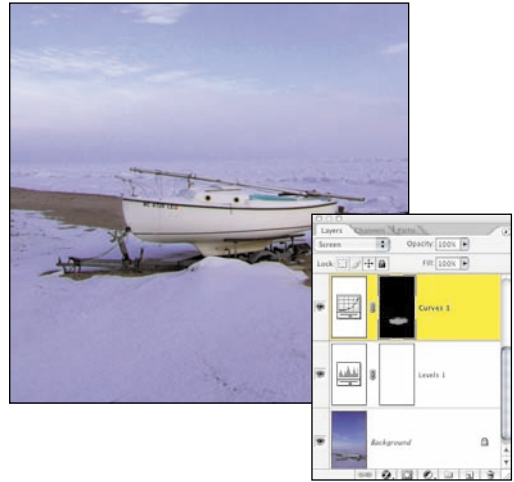 Layers
Channels
Paths
Screen
Opacity: 100%
Lock:
Fill: 100%
Curves 1
Levels 1
Background